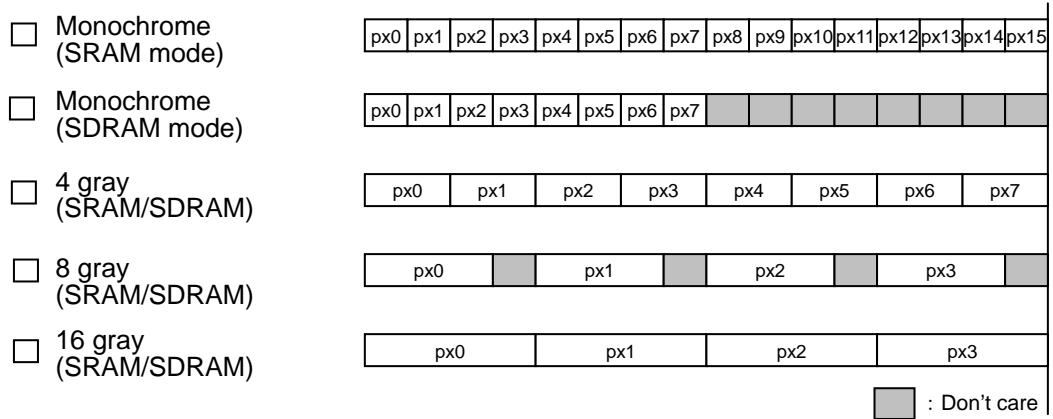 Monochrome
(SRAM mode)
px0 px1 px2 px3 px4 px5 px6 px7 px8 px9 px10 px11 px12 px13 px14 px15
Monochrome
(SDRAM mode)
px0 px1 px2 px3 px4 px5 px6 px7
4 gray
(SRAM/SDRAM)
px0 px1 px2 px3 px4 px5 px6 px7
8 gray
(SRAM/SDRAM)
px0 px1 px2 px3
16 gray
(SRAM/SDRAM)
px0 px1 px2 px3
: Don't care